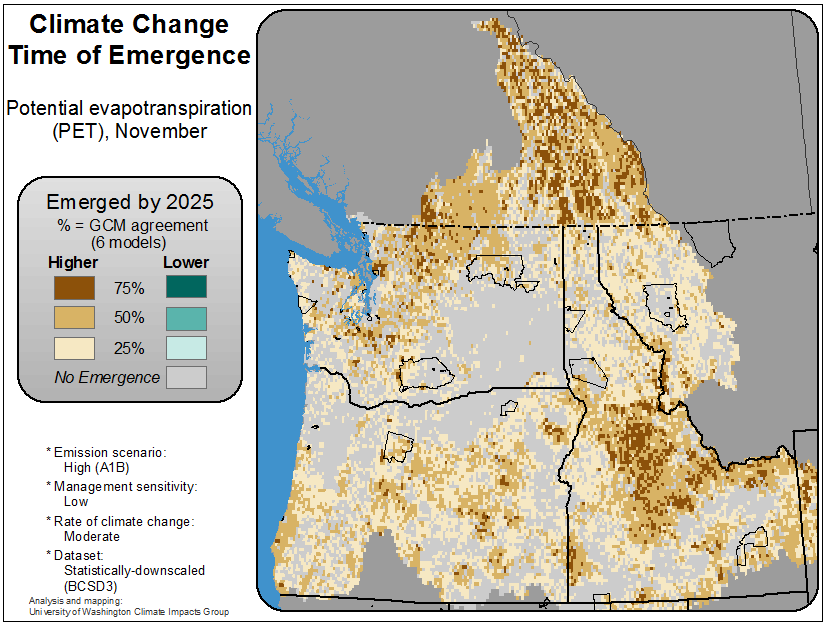 Climate Change
Time of Emergence
Potential evapotranspiration
(PET), November
Emerged by 2025
% = GCM agreement
(6 models)
Higher Lower
75%
50%
25%
No Emergence
* Emission scenario:
High (A1B)
* Management sensitivity:
Low
* Rate of climate change:
Moderate
* Dataset:
Statistically-downscaled
(BCSD3)
Analysis and mapping:
University of Washington Climate Impacts Group